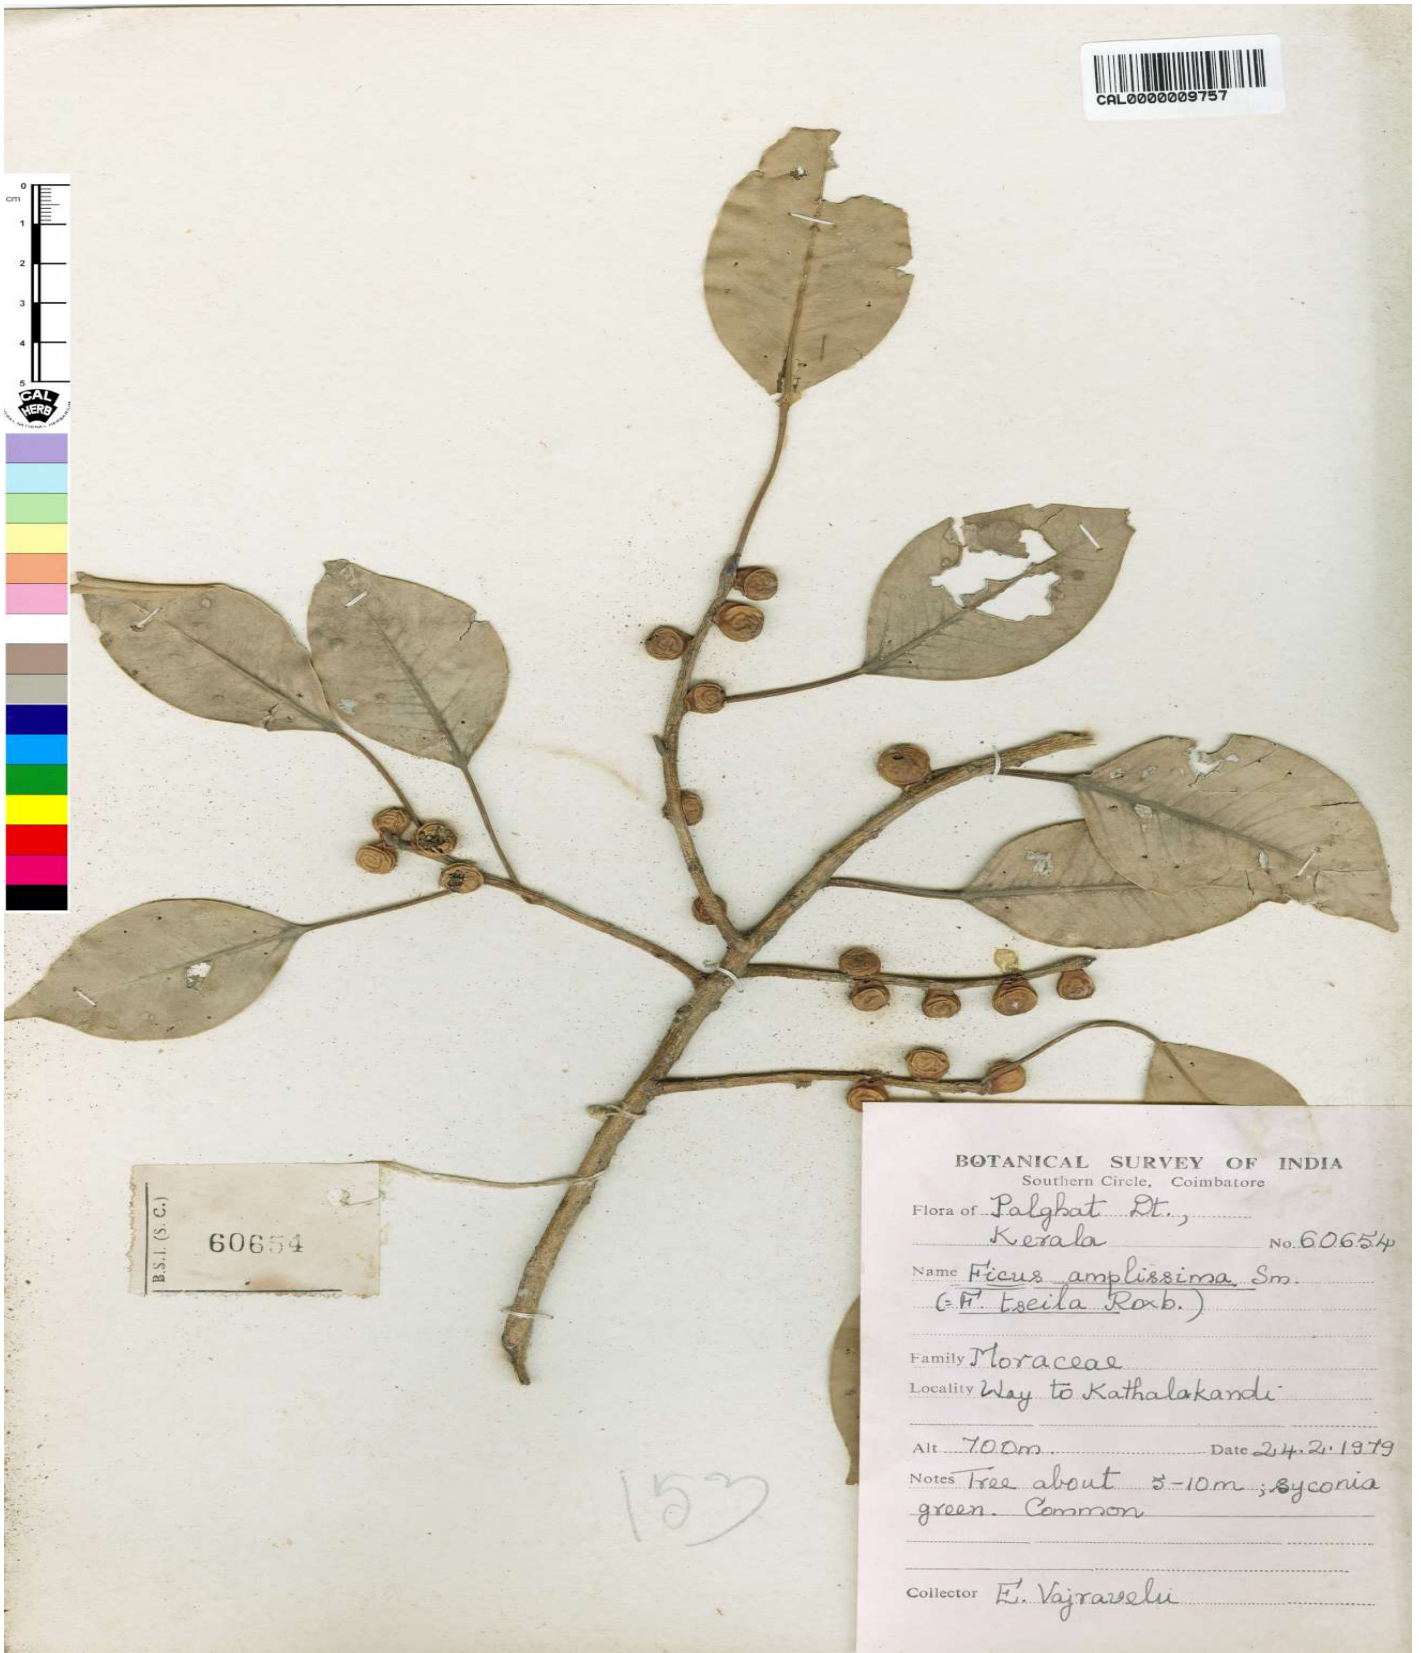 CAL0000009757
0
cm
1
2
3
4
5
CAL
HERB
B.S.I. (S. C.)
60654
153
BOTANICAL SURVEY OF INDIA
Southern Circle, Coimbatore
Flora of Palghat Dt.,
Kerala No. 60654
Name Ficus amplissima Sm.
(= F. tseila Roxb.)
Family Moraceae
Locality Way to Kathalakandi
Alt 700m. Date 24.2.1979
Notes Tree about 5-10m ; syconia
green. Common
Collector E. Vajravelu